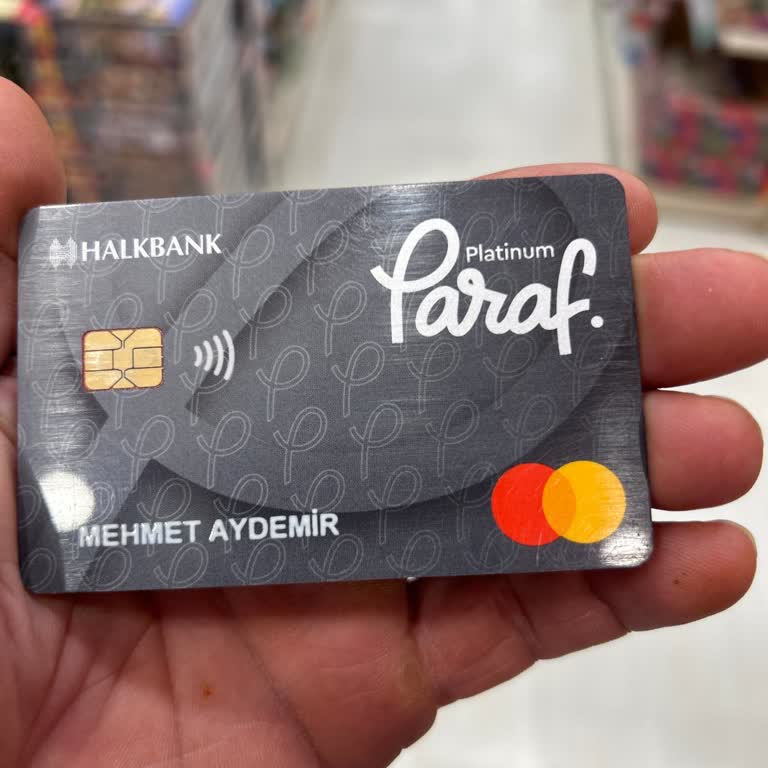 HALKBANK
Platinum
Paraf.
MEHMET AYDEMİR